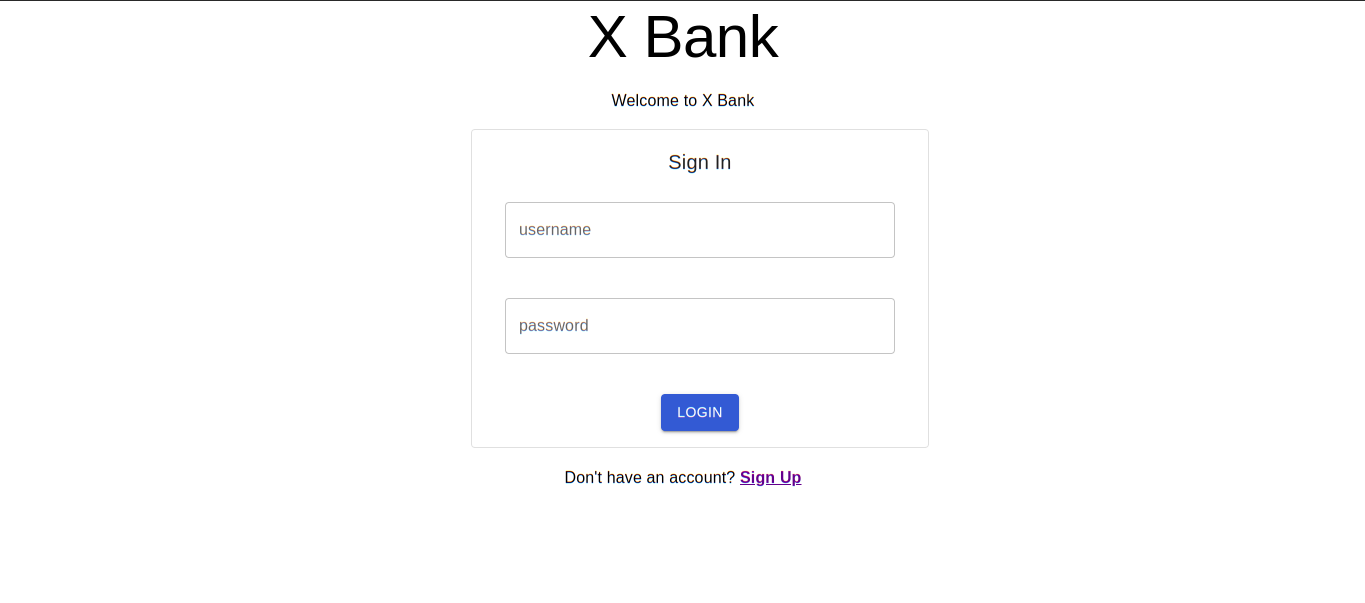 X Bank
Welcome to X Bank
Sign In
username
password
LOGIN
Don't have an account? Sign Up